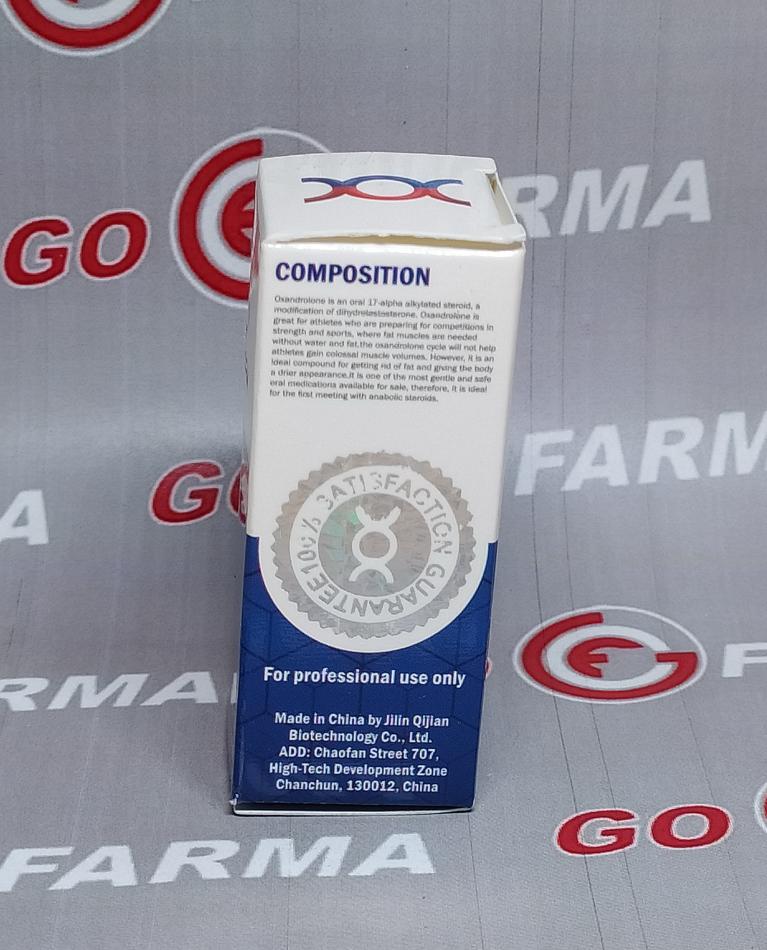 FARMA
GO
FARMA
COMPOSITION
Oxandrolone is an oral 17-alpha alkylated steroid, a
modification of dihydrotestosterone. Oxandrolone is
great for athletes who are preparing for competitions in
strength and sports, where fat muscles are needed
without water and fat,the oxandrolone cycle will not help
athletes gain colossal muscle volumes. However, it is an
ideal compound for getting rid of fat and giving the body
a drier appearance.It is one of the most gentle and safe
oral medications available for sale, therefore, it is ideal
for the first meeting with anabolic steroids.
FARMA
GO
A
100% SATISFACTION GUARANTEE
For professional use only
RMA
F
Made in China by Jilin Qijian
Biotechnology Co., Ltd.
ADD: Chaofan Street 707,
High-Tech Development Zone
Chanchun, 130012, China
GO
FARMA